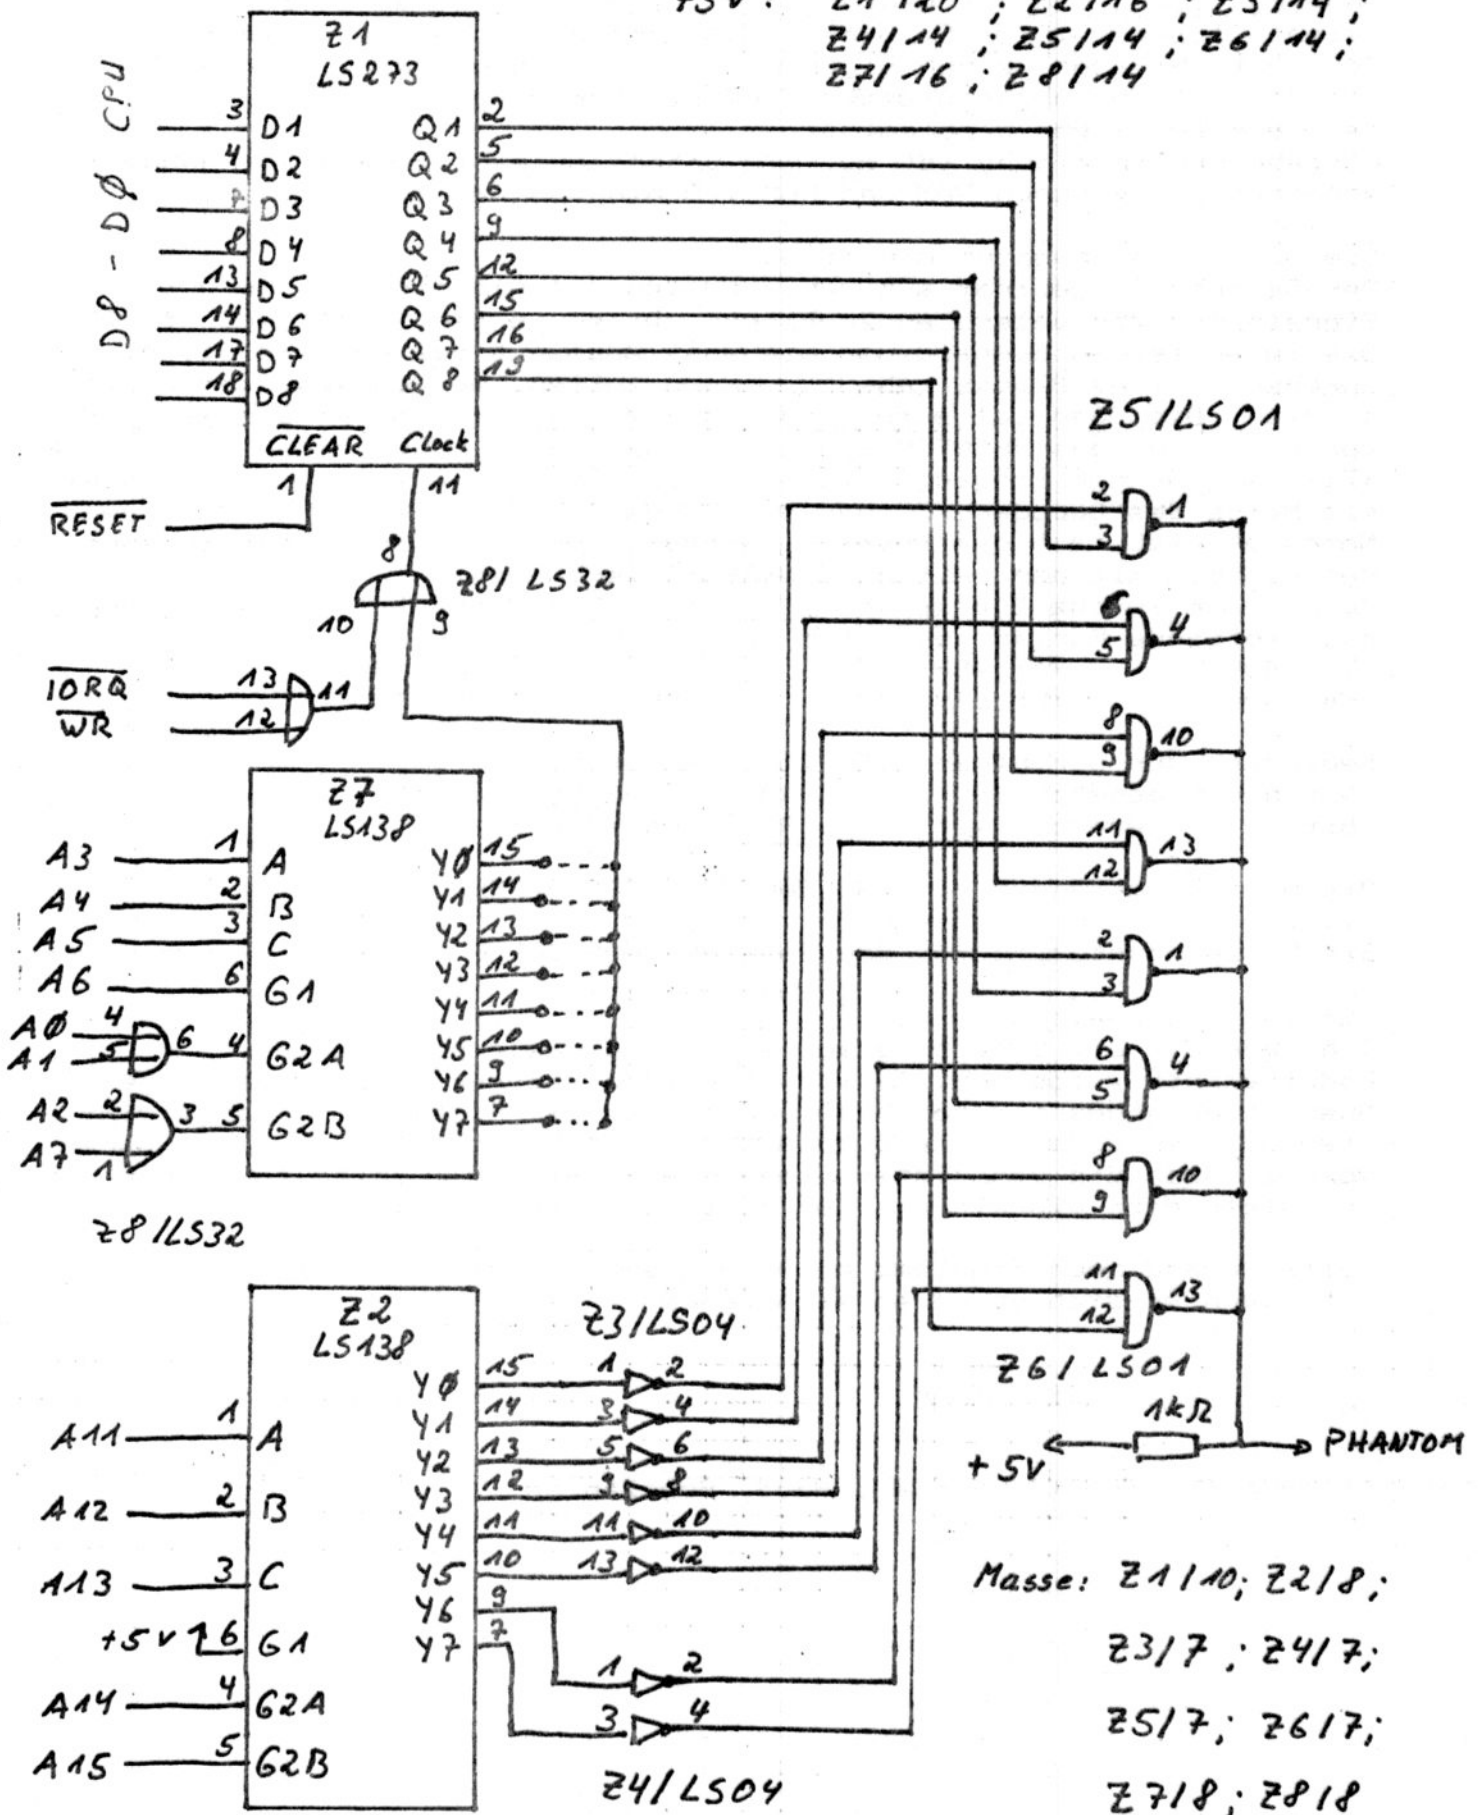 +5V: Z1/20 ; Z2/16 ; Z3/14 ;
Z4/14 ; Z5/14 ; Z6/14 ;
Z7/16 ; Z8/14
Z1
LS273
D8 - DØ CPU
3 D1 Q1 2
4 D2 Q2 5
7 D3 Q3 6
8 D4 Q4 9
13 D5 Q5 12
14 D6 Q6 15
17 D7 Q7 16
18 D8 Q8 19
CLEAR Clock
1 11
RESET
8
Z8/ LS32
10 9
IORQ 13 11
WR 12
Z7
LS138
A3 1 A YØ 15
A4 2 B Y1 14
A5 3 C Y2 13
A6 6 G1 Y3 12
Y4 11
AØ 4 6 4 G2A Y5 10
A1 5 Y6 9
A2 2 3 5 G2B Y7 7
A7 1
Z8/LS32
Z5/LS01
2 1
3
4
5
8 10
9
11 13
12
2 1
3
6 4
5
8 10
9
11 13
12
Z6/LS01
1kΩ
+5V PHANTOM
Z2
LS138
Z3/LS04
YØ 15 1 2
A11 1 A Y1 14 3 4
Y2 13 5 6
A12 2 B Y3 12 9 8
Y4 11 11 10
A13 3 C Y5 10 13 12
Y6 9 1 2
+5V 6 G1 Y7 7 3 4
A14 4 G2A
A15 5 G2B
Z4/LS04
Masse: Z1/10; Z2/8;
Z3/7 ; Z4/7;
Z5/7; Z6/7;
Z7/8; Z8/8